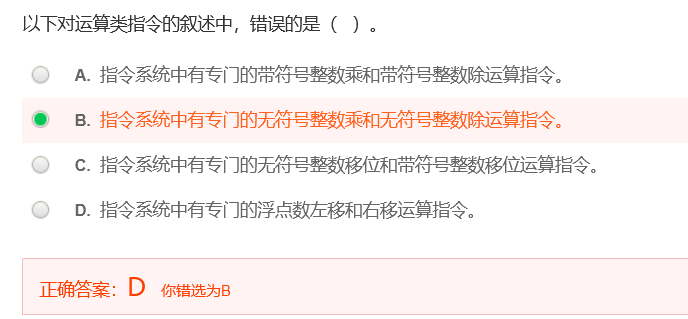 以下对运算类指令的叙述中，错误的是（  ）。
A. 指令系统中有专门的带符号整数乘和带符号整数除运算指令。
B. 指令系统中有专门的无符号整数乘和无符号整数除运算指令。
C. 指令系统中有专门的无符号整数移位和带符号整数移位运算指令。
D. 指令系统中有专门的浮点数左移和右移运算指令。
正确答案：D 你错选为B